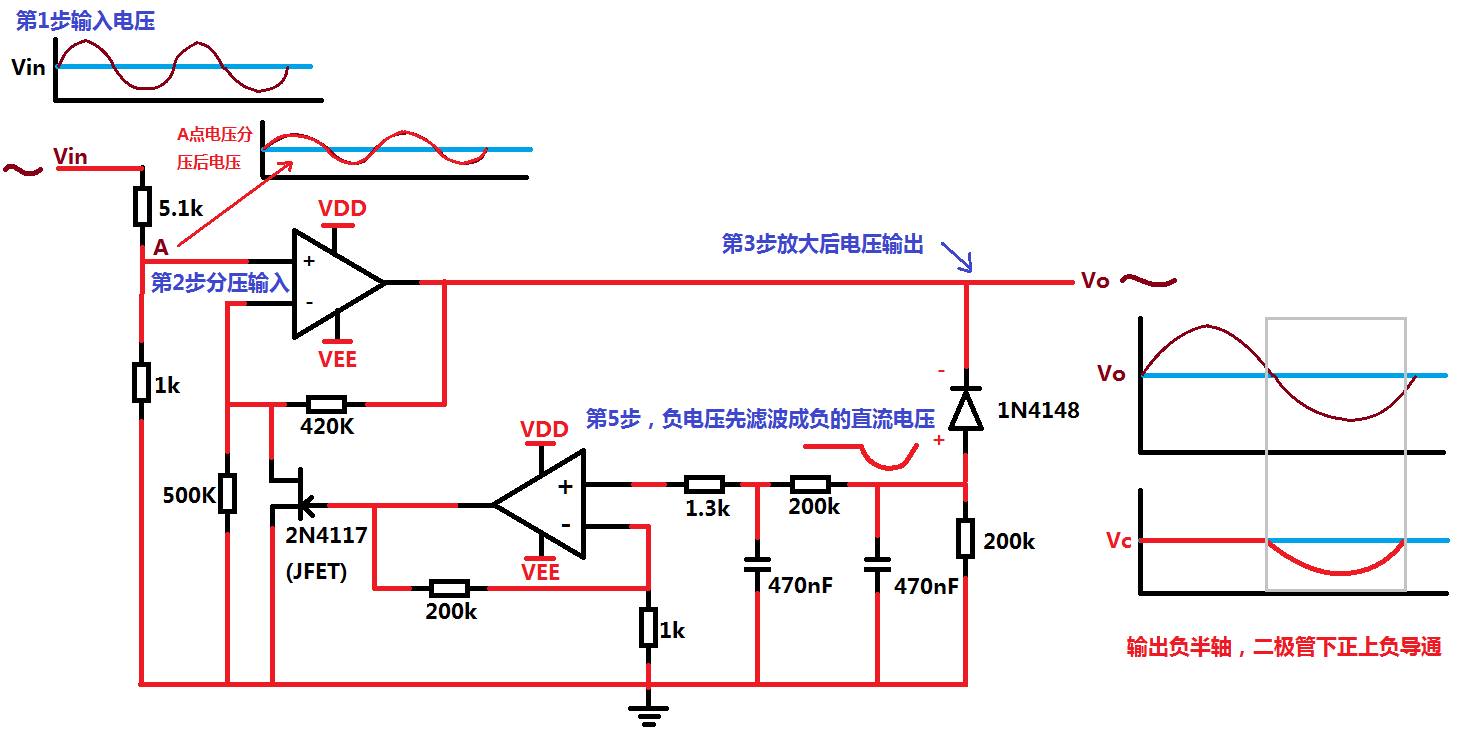 第1步输入电压
Vin
A点电压分
压后电压
Vin
5.1k
VDD
A
第2步分压输入
+
-
VEE
第3步放大后电压输出
Vo
Vo
1k
420K
-
1N4148
+
第5步，负电压先滤波成负的直流电压
VDD
+
-
VEE
500K
2N4117
(JFET)
1.3k
200k
200k
Vc
470nF
470nF
200k
1k
输出负半轴，二极管下正上负导通